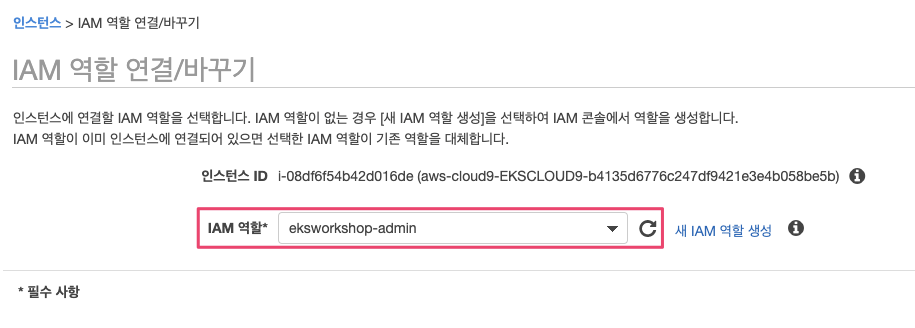 인스턴스 > IAM 역할 연결/바꾸기
IAM 역할 연결/바꾸기
인스턴스에 연결할 IAM 역할을 선택합니다. IAM 역할이 없는 경우 [새 IAM 역할 생성]을 선택하여 IAM 콘솔에서 역할을 생성합니다.
IAM 역할이 이미 인스턴스에 연결되어 있으면 선택한 IAM 역할이 기존 역할을 대체합니다.
인스턴스 ID i-08df6f54b42d016de (aws-cloud9-EKSCLOUD9-b4135d6776c247df9421e3e4b058be5b)
IAM 역할* eksworkshop-admin 새 IAM 역할 생성
* 필수 사항